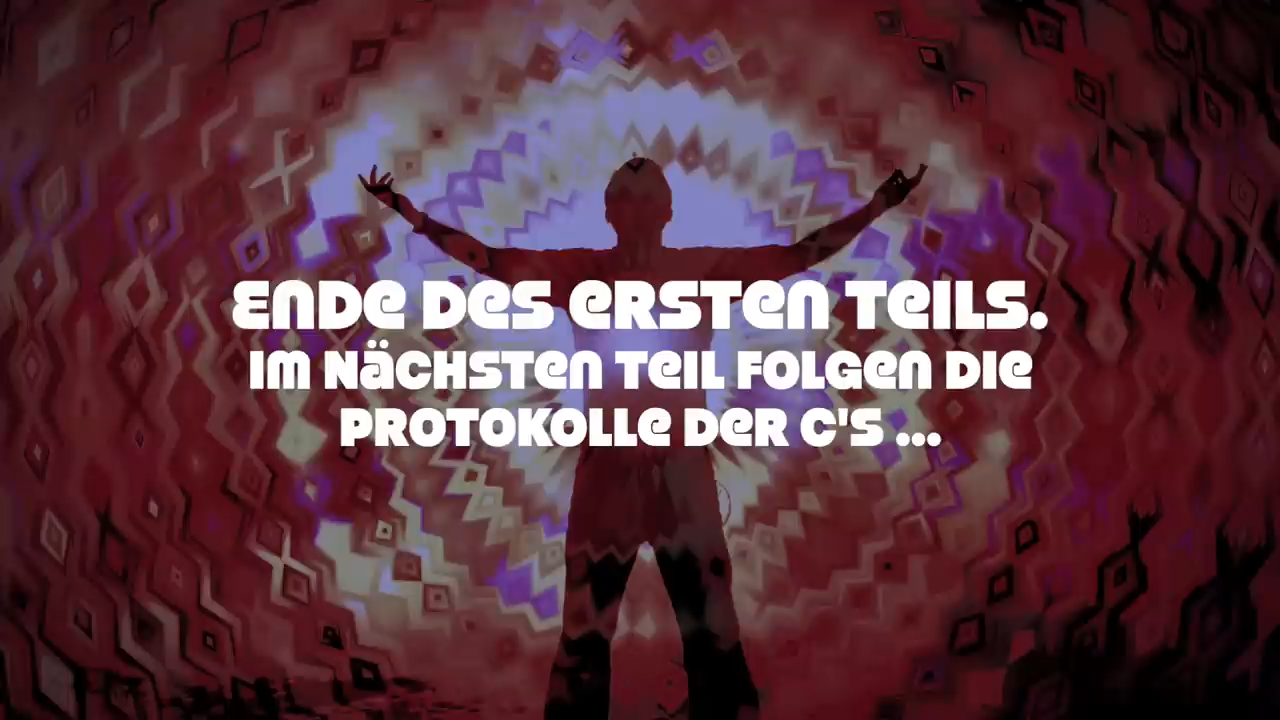 Ende des ersten Teils.
Im nächsten Teil folgen die
Protokolle der C's ...